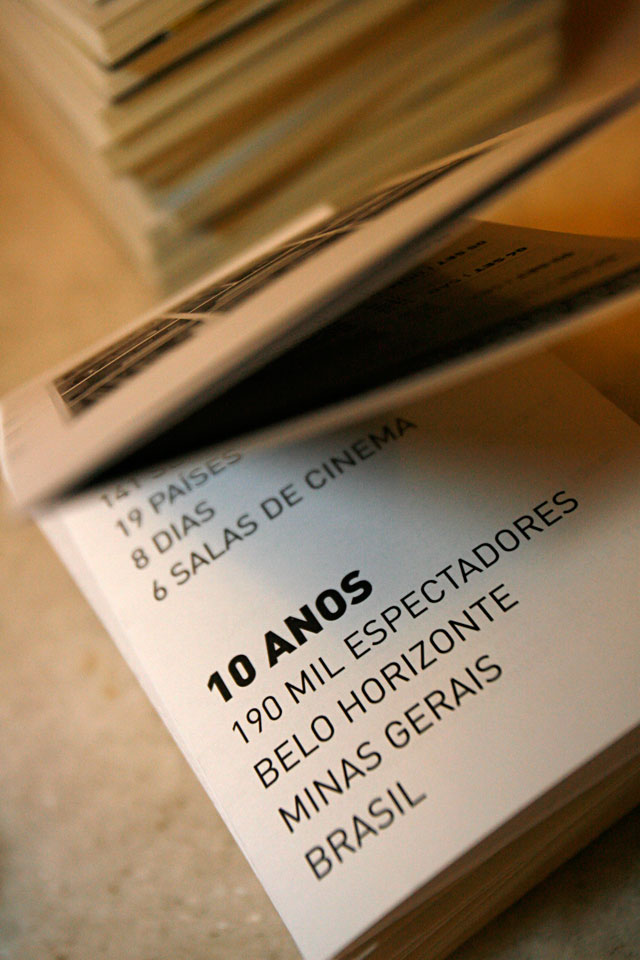 19 PAÍSES
8 DIAS
6 SALAS DE CINEMA
10 ANOS
190 MIL ESPECTADORES
BELO HORIZONTE
MINAS GERAIS
BRASIL